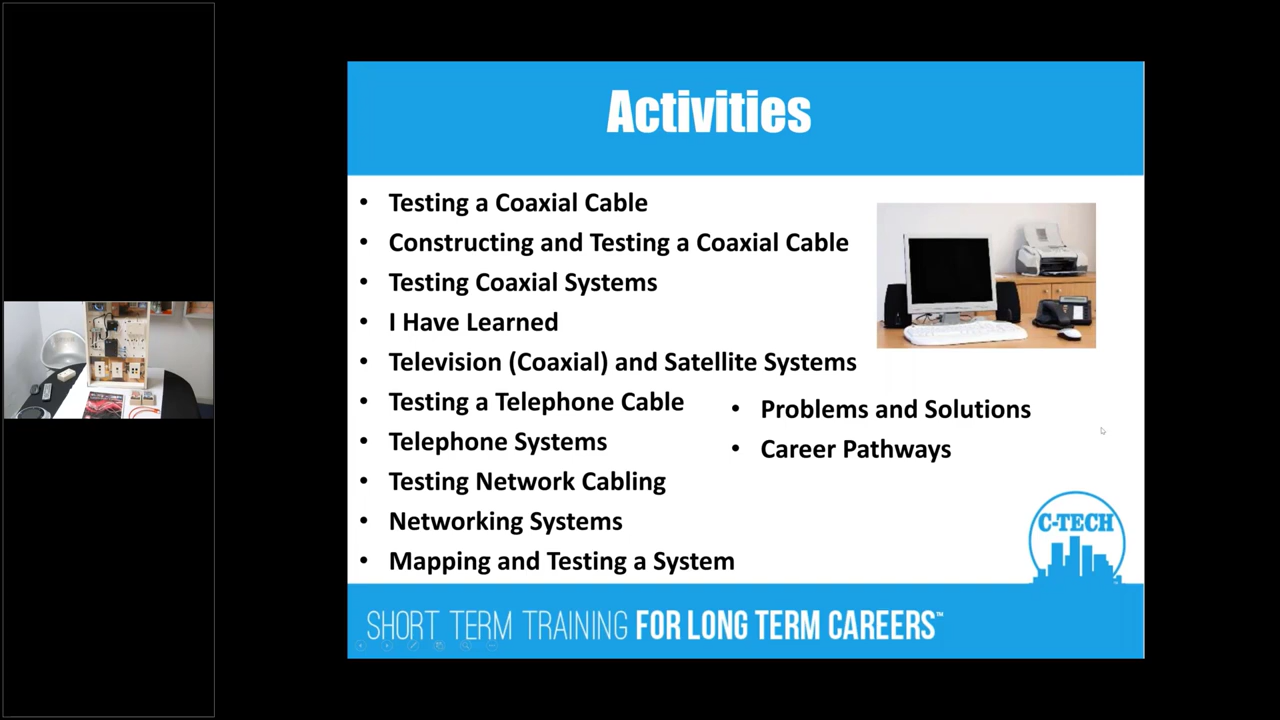 Activities
• Testing a Coaxial Cable
• Constructing and Testing a Coaxial Cable
• Testing Coaxial Systems
• I Have Learned
• Television (Coaxial) and Satellite Systems
• Testing a Telephone Cable
• Telephone Systems
• Testing Network Cabling
• Networking Systems
• Mapping and Testing a System
• Problems and Solutions
• Career Pathways
C-TECH
SHORT TERM TRAINING FOR LONG TERM CAREERS™